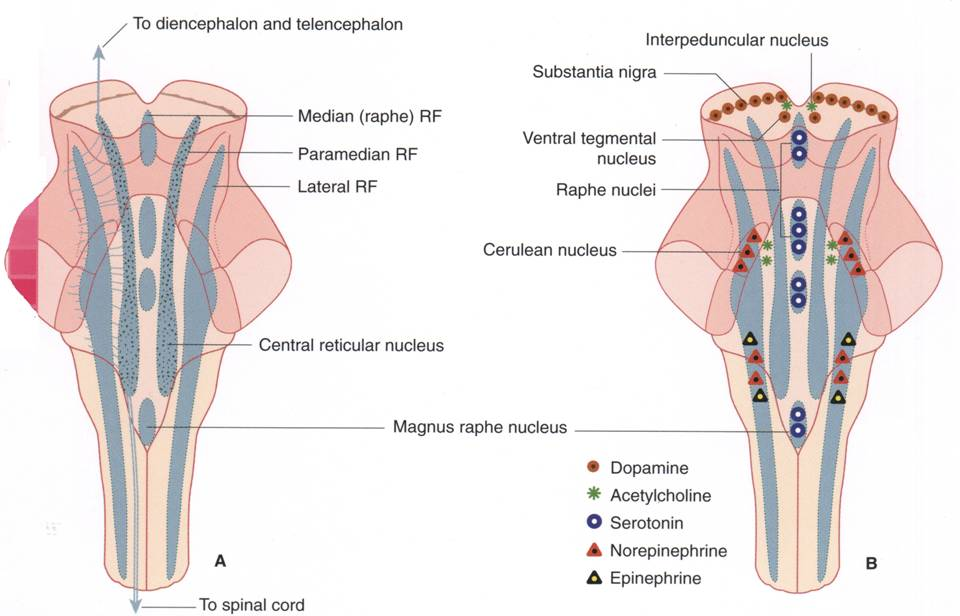 To diencephalon and telencephalon
Median (raphe) RF
Paramedian RF
Lateral RF
Central reticular nucleus
Magnus raphe nucleus
A
To spinal cord
Interpeduncular nucleus
Substantia nigra
Ventral tegmental
nucleus
Raphe nuclei
Cerulean nucleus
Dopamine
Acetylcholine
Serotonin
Norepinephrine
Epinephrine
B